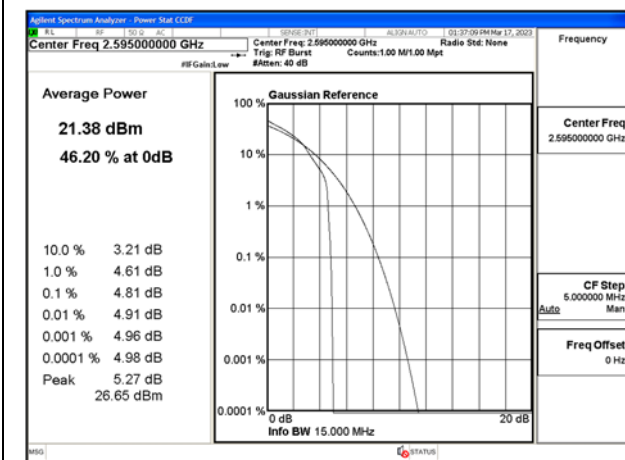 Agilent Spectrum Analyzer - Power Stat CCDF
RL RF 50 Ω AC SENSE:INT ALIGN AUTO 01:37:09 PM Mar 17, 2023
Center Freq 2.595000000 GHz
Center Freq: 2.595000000 GHz Radio Std: None
Trig: RF Burst Counts:1.00 M/1.00 Mpt
#IFGain:Low #Atten: 40 dB
Frequency
Average Power
21.38 dBm
46.20 % at 0dB
10.0 % 3.21 dB
1.0 % 4.61 dB
0.1 % 4.81 dB
0.01 % 4.91 dB
0.001 % 4.96 dB
0.0001 % 4.98 dB
Peak 5.27 dB
26.65 dBm
Gaussian Reference
100 %
10 %
1 %
0.1 %
0.01 %
0.001 %
0.0001 %
0 dB 20 dB
Info BW 15.000 MHz
Center Freq
2.595000000 GHz
CF Step
5.000000 MHz
Auto Man
Freq Offset
0 Hz
MSG STATUS